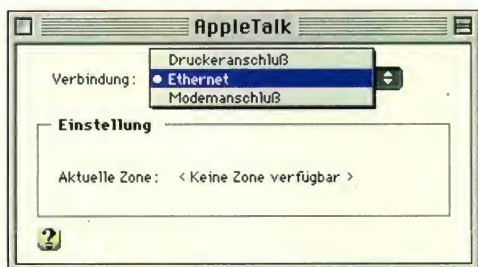 AppleTalk
Druckeranschluß
Verbindung: Ethernet
Modemanschluß
Einstellung
Aktuelle Zone: < Keine Zone verfügbar >
?